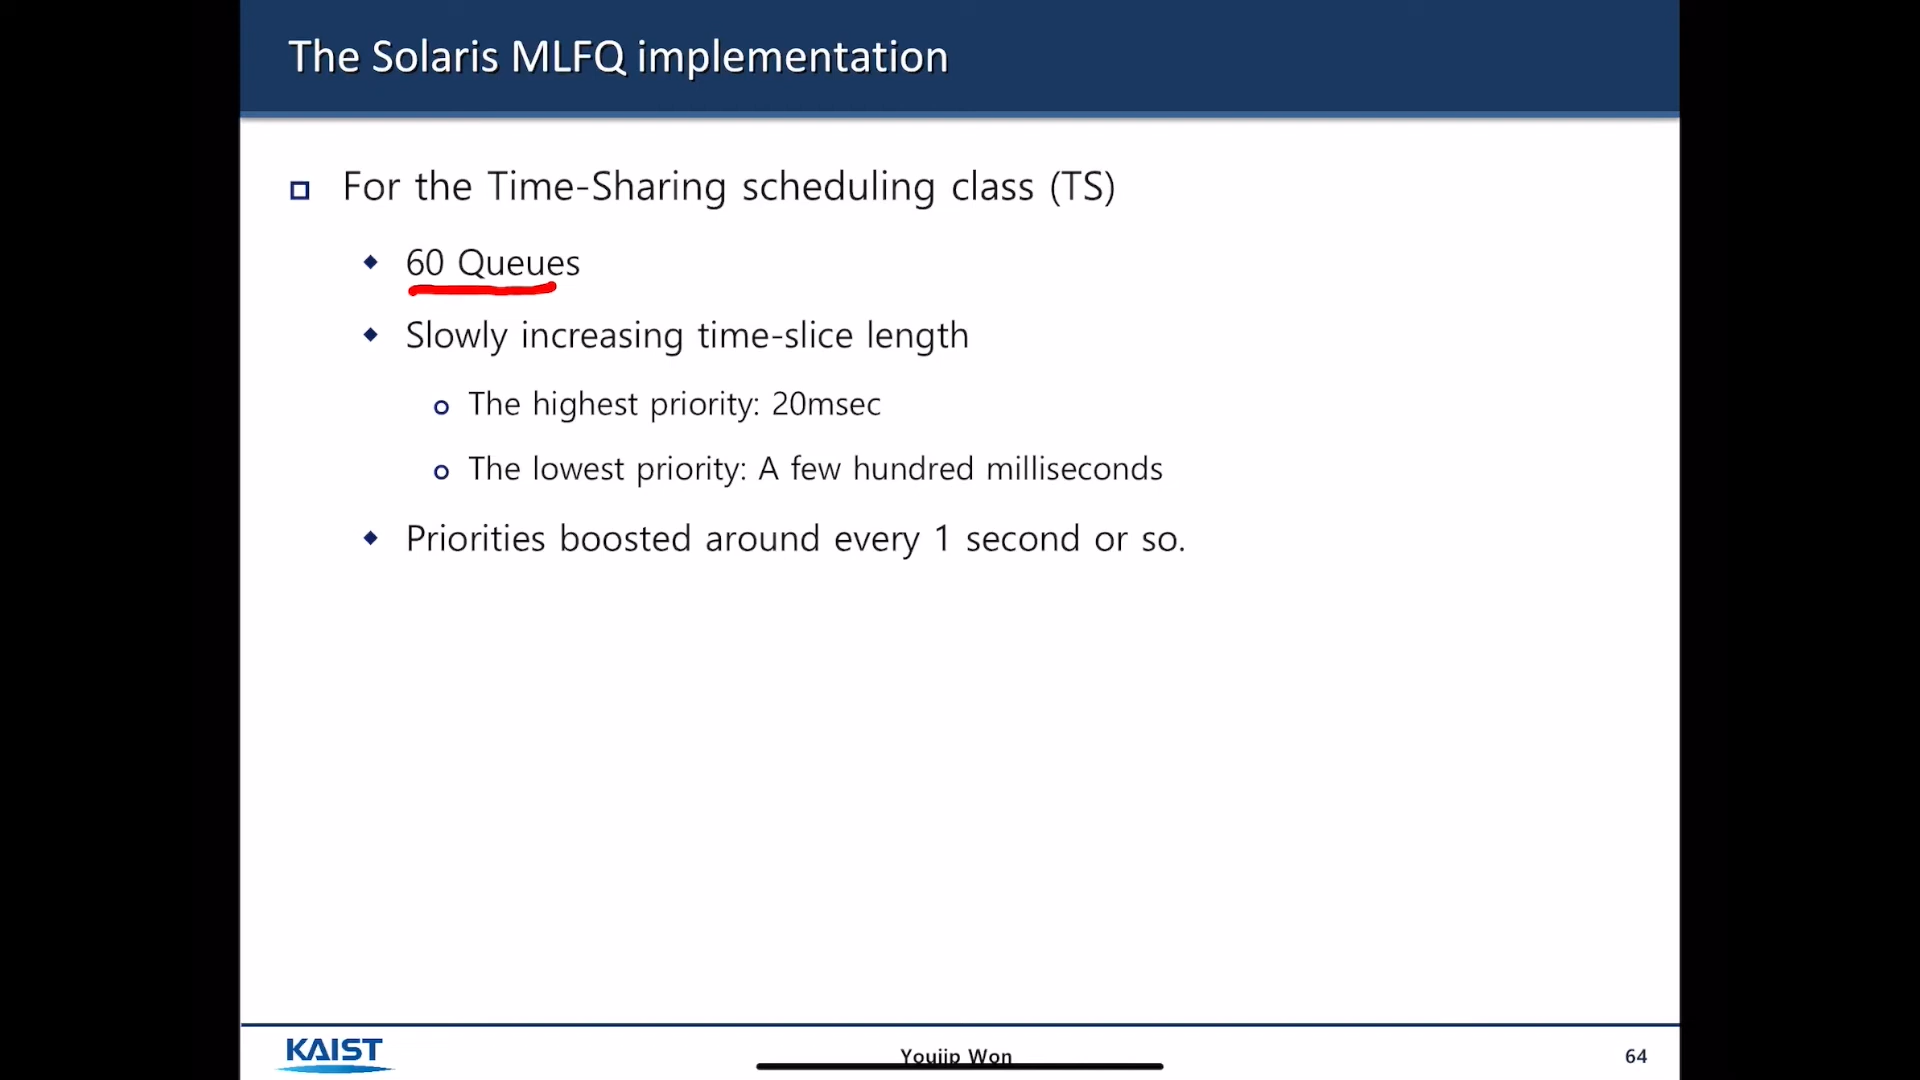 The Solaris MLFQ implementation
For the Time-Sharing scheduling class (TS)
60 Queues
Slowly increasing time-slice length
The highest priority: 20msec
The lowest priority: A few hundred milliseconds
Priorities boosted around every 1 second or so.
KAIST
Youjip Won
64